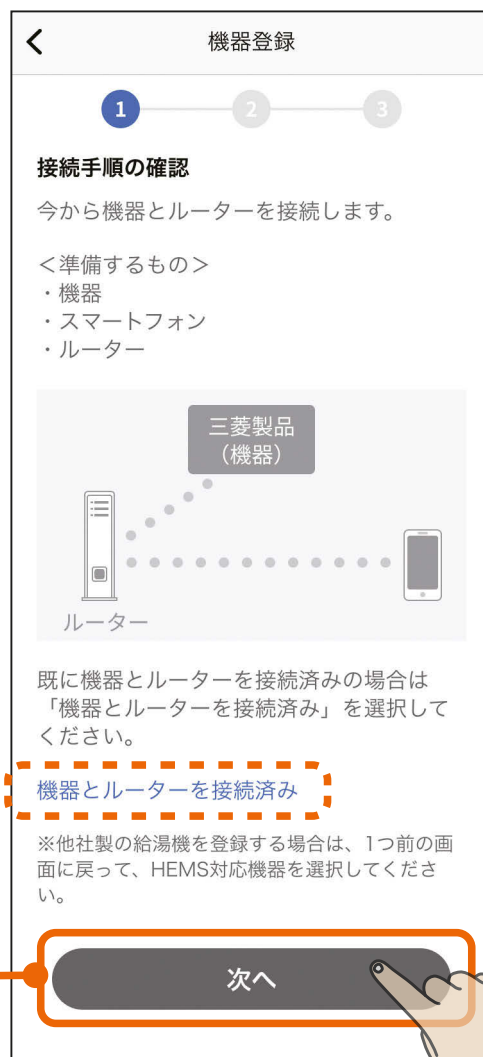 機器登録
1
2
3
接続手順の確認
今から機器とルーターを接続します。
＜準備するもの＞
・機器
・スマートフォン
・ルーター
三菱製品
（機器）
ルーター
既に機器とルーターを接続済みの場合は
「機器とルーターを接続済み」を選択して
ください。
機器とルーターを接続済み
※他社製の給湯機を登録する場合は、1つ前の画
面に戻って、HEMS対応機器を選択してくださ
い。
次へ